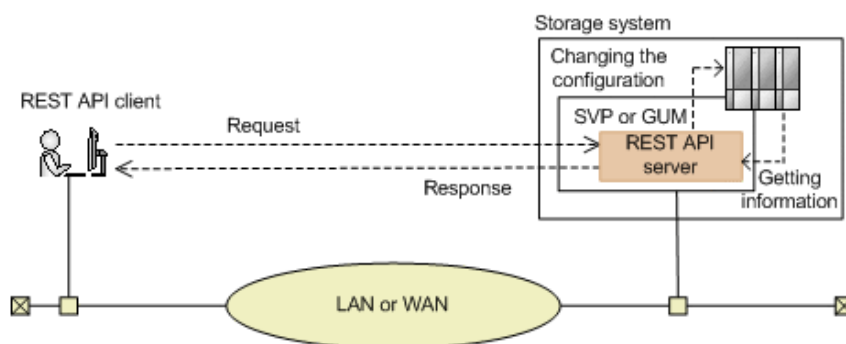 Storage system
Changing the
configuration
REST API client
SVP or GUM
Request
REST API
server
Response
Getting
information
LAN or WAN